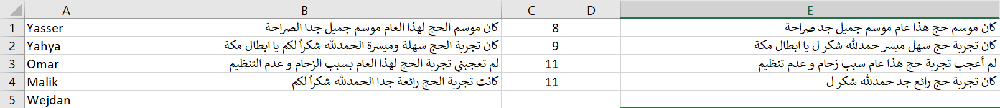 A B C D E
1 Yasser كان موسم الحج لهذا العام موسم جميل جدا الصراحة 8 كان موسم حج هذا عام موسم جميل جد صراحة
2 Yahya كان تجربة الحج سهلة وميسرة الحمدلله شكراً لكم يا ابطال مكة 9 كان تجربة حج سهل ميسر حمدلله شكر ل يا ابطال مكة
3 Omar لم تعجبني تجربة الحج لهذا العام بسبب الزحام و عدم التنظيم 11 لم أعجب تجربة حج هذا عام سبب زحام و عدم تنظيم
4 Malik كانت تجربة الحج رائعة جدا الحمدلله شكراً لكم 11 كان تجربة حج رائع جد حمدلله شكر ل
5 Wejdan